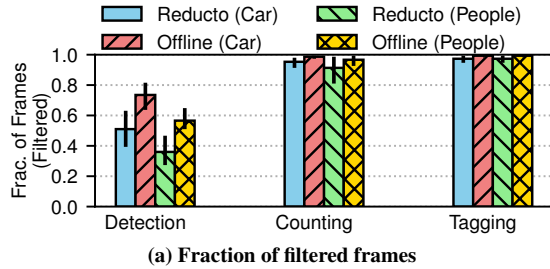 Reducto (Car)
Reducto (People)
Offline (Car)
Offline (People)
Frac. of Frames
(Filtered)
1.0
0.8
0.6
0.4
0.2
0.0
Detection
Counting
Tagging
(a) Fraction of filtered frames